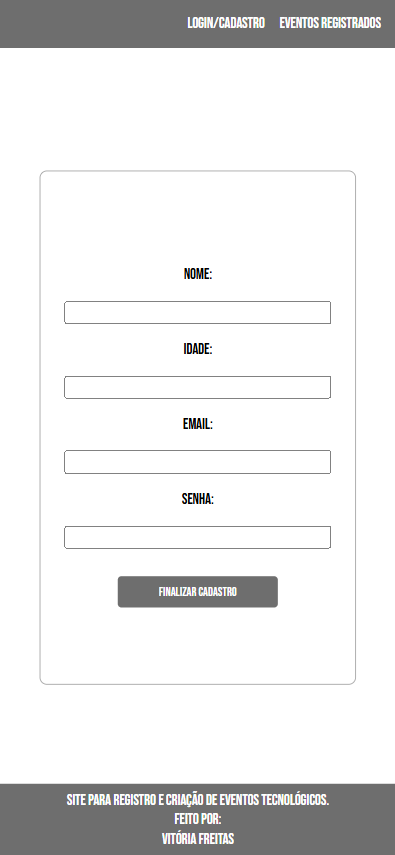 LOGIN/CADASTRO EVENTOS REGISTRADOS
NOME:
IDADE:
EMAIL:
SENHA:
FINALIZAR CADASTRO
SITE PARA REGISTRO E CRIAÇÃO DE EVENTOS TECNOLÓGICOS.
FEITO POR:
VITÓRIA FREITAS